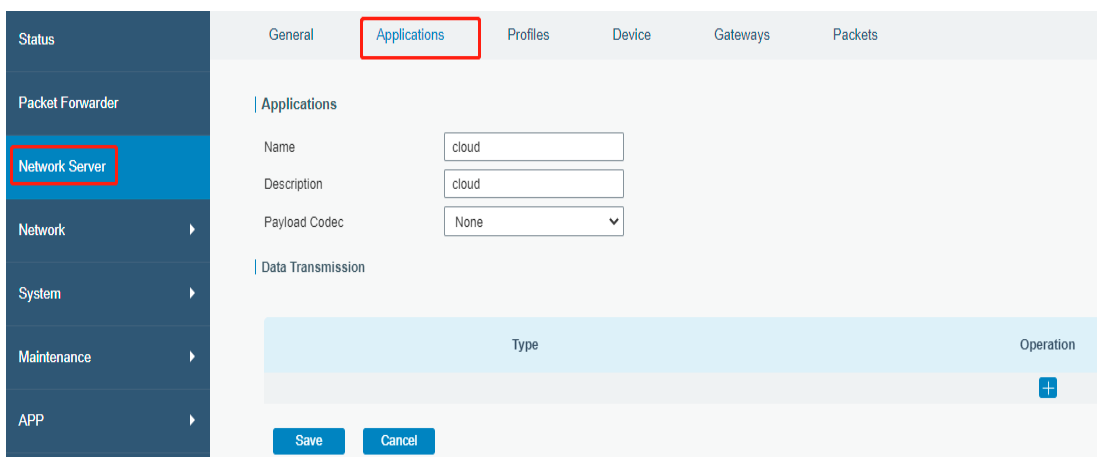 Status
Packet Forwarder
Network Server
Network
System
Maintenance
APP
General Applications Profiles Device Gateways Packets
Applications
Name cloud
Description cloud
Payload Codec None
Data Transmission
Type Operation
Save Cancel